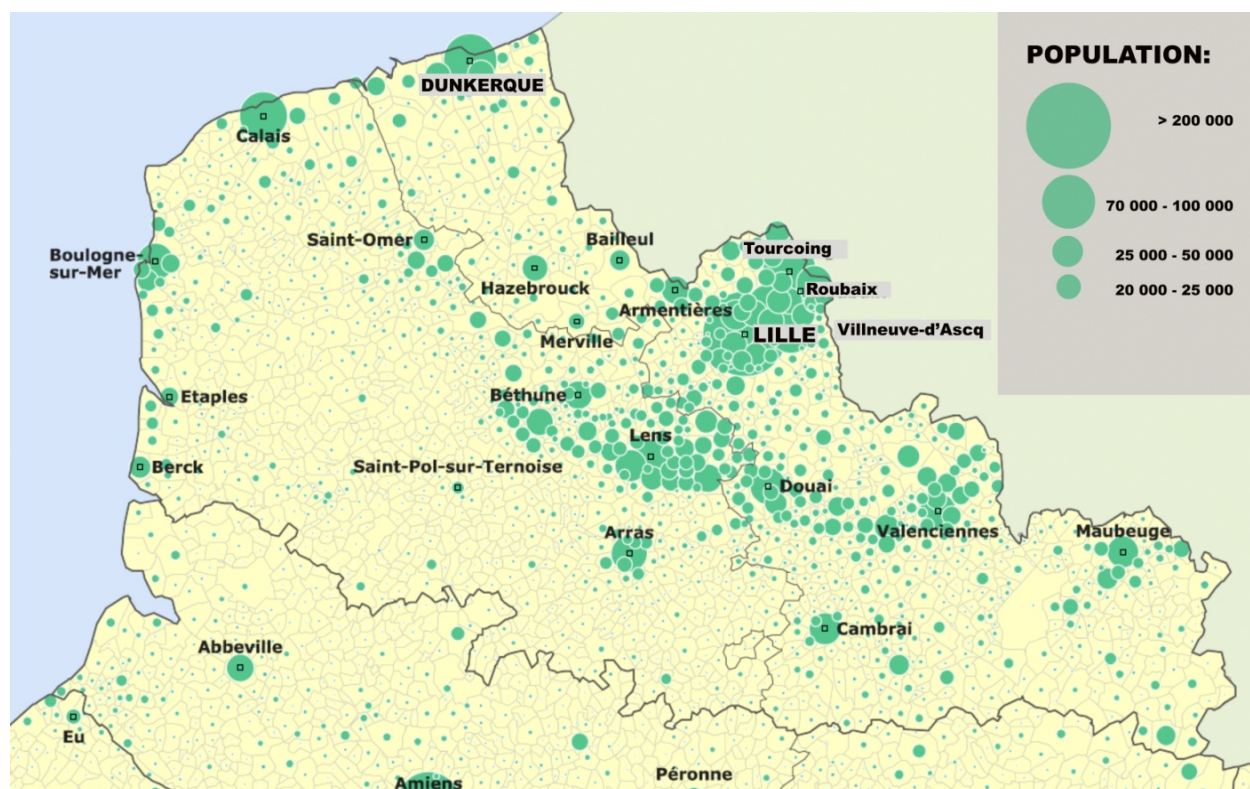 POPULATION:
> 200 000
70 000 - 100 000
25 000 - 50 000
20 000 - 25 000
DUNKERQUE
Calais
Saint-Omer
Bailleul
Tourcoing
Boulogne-
sur-Mer
Hazebrouck
Roubaix
Armentières
LILLE
Villneuve-d'Ascq
Merville
Etaples
Béthune
Lens
Berck
Saint-Pol-sur-Ternoise
Douai
Arras
Valenciennes
Maubeuge
Cambrai
Abbeville
Eu
Péronne
Amiens